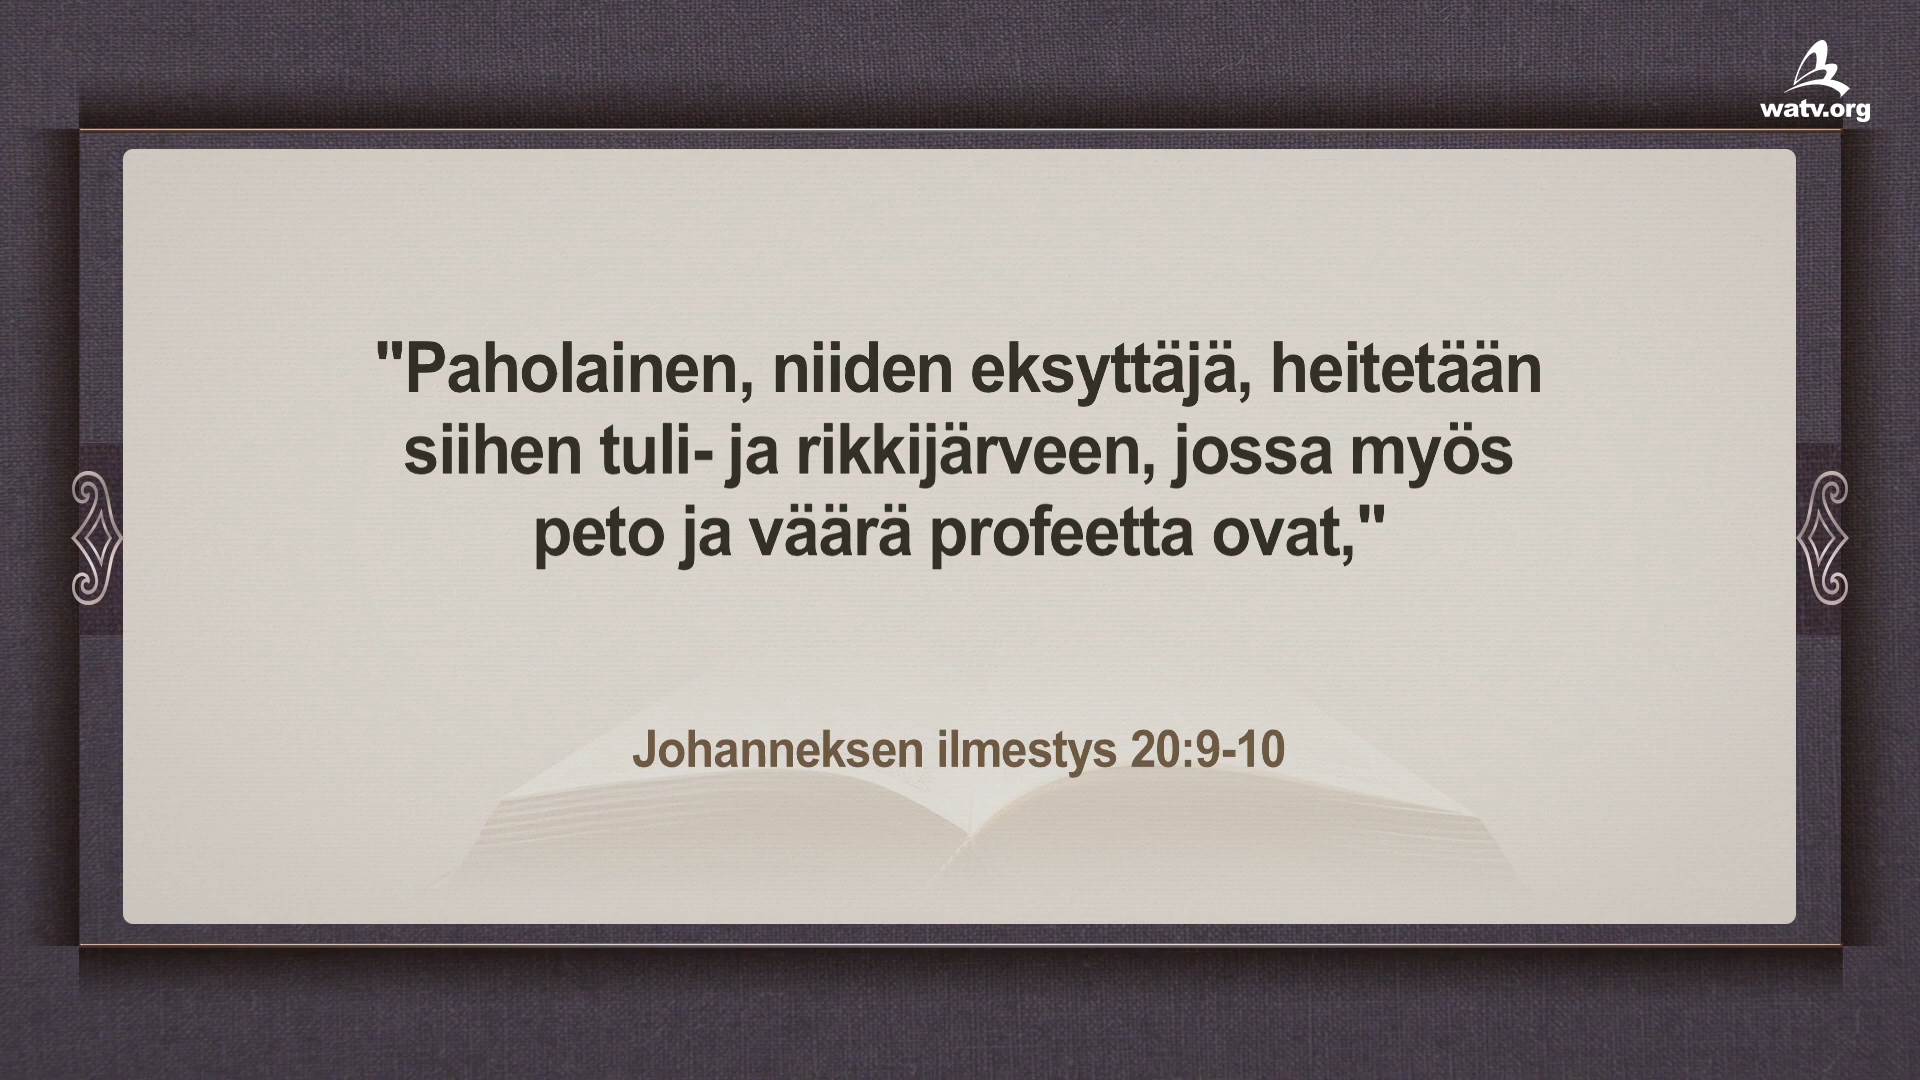 watv.org
"Paholainen, niiden eksyttäjä, heitetään
siihen tuli- ja rikkijärveen, jossa myös
peto ja väärä profeetta ovat,"
Johanneksen ilmestys 20:9-10